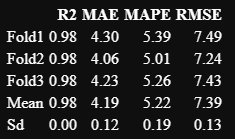 R2 MAE MAPE RMSE
Fold1 0.98 4.30 5.39 7.49
Fold2 0.98 4.06 5.01 7.24
Fold3 0.98 4.23 5.26 7.43
Mean 0.98 4.19 5.22 7.39
Sd 0.00 0.12 0.19 0.13